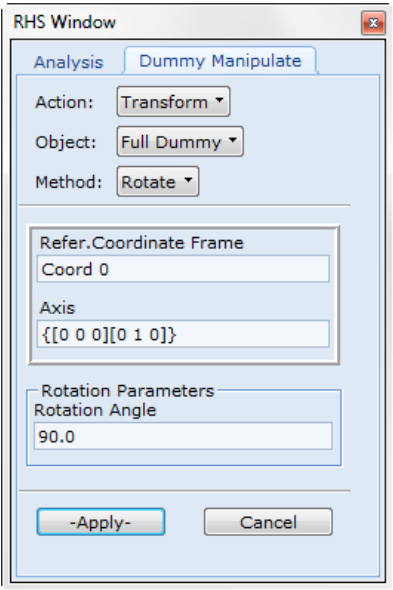 RHS Window
Analysis Dummy Manipulate
Action: Transform
Object: Full Dummy
Method: Rotate
Refer.Coordinate Frame
Coord 0
Axis
{[0 0 0][0 1 0]}
Rotation Parameters
Rotation Angle
90.0
-Apply- Cancel